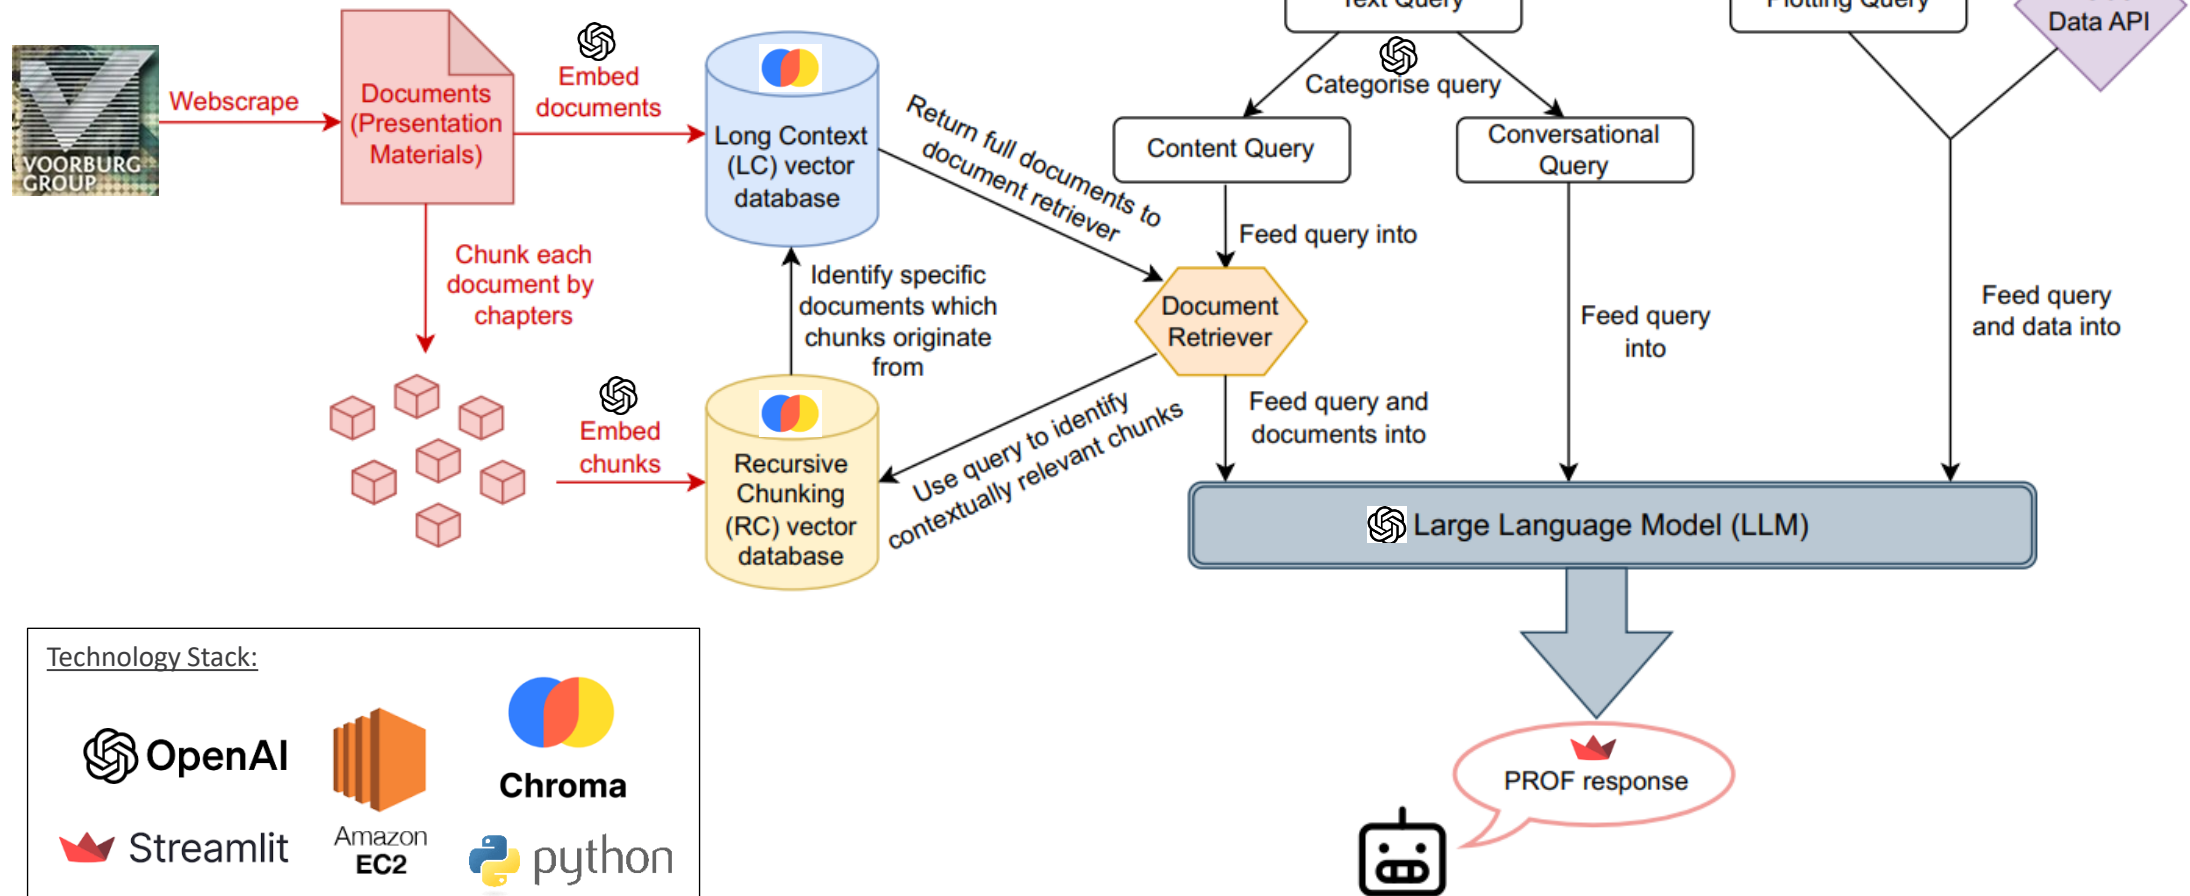 Text Query
Plotting Query
Data API
VOORBURG
GROUP
Webscrape
Documents
(Presentation
Materials)
Embed
documents
Long Context
(LC) vector
database
Return full documents to
document retriever
Categorise query
Content Query
Conversational
Query
Chunk each
document by
chapters
Identify specific
documents which
chunks originate
from
Feed query into
Document
Retriever
Feed query
into
Feed query
and data into
Embed
chunks
Recursive
Chunking
(RC) vector
database
Use query to identify
contextually relevant chunks
Feed query and
documents into
Large Language Model (LLM)
PROF response
Technology Stack:
OpenAI
Amazon
EC2
Chroma
Streamlit
python